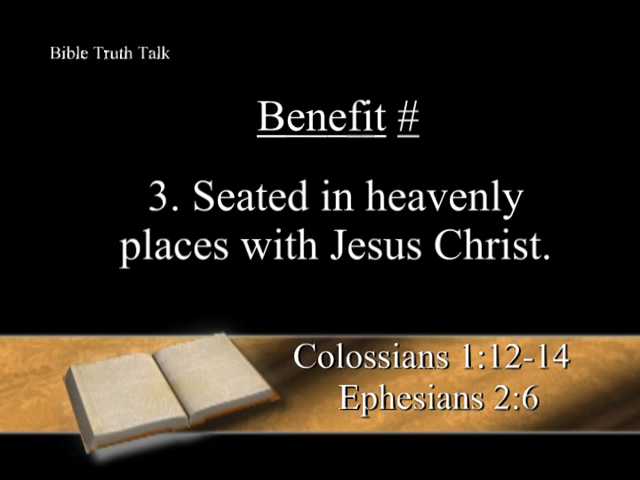 Bible Truth Talk
Benefit #
3. Seated in heavenly
places with Jesus Christ.
Colossians 1:12-14
Ephesians 2:6